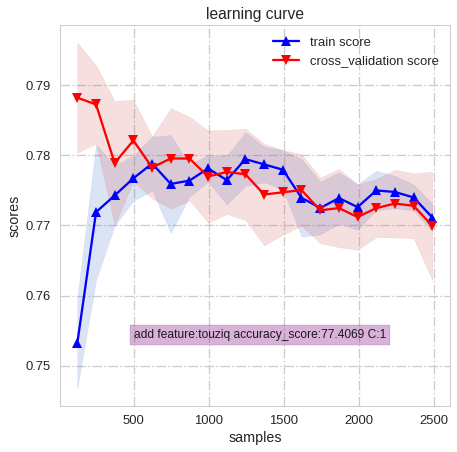 learning curve
train score
cross_validation score
0.79
0.78
0.77
0.76
0.75
scores
add feature:touziq accuracy_score:77.4069 C:1
500 1000 1500 2000 2500
samples